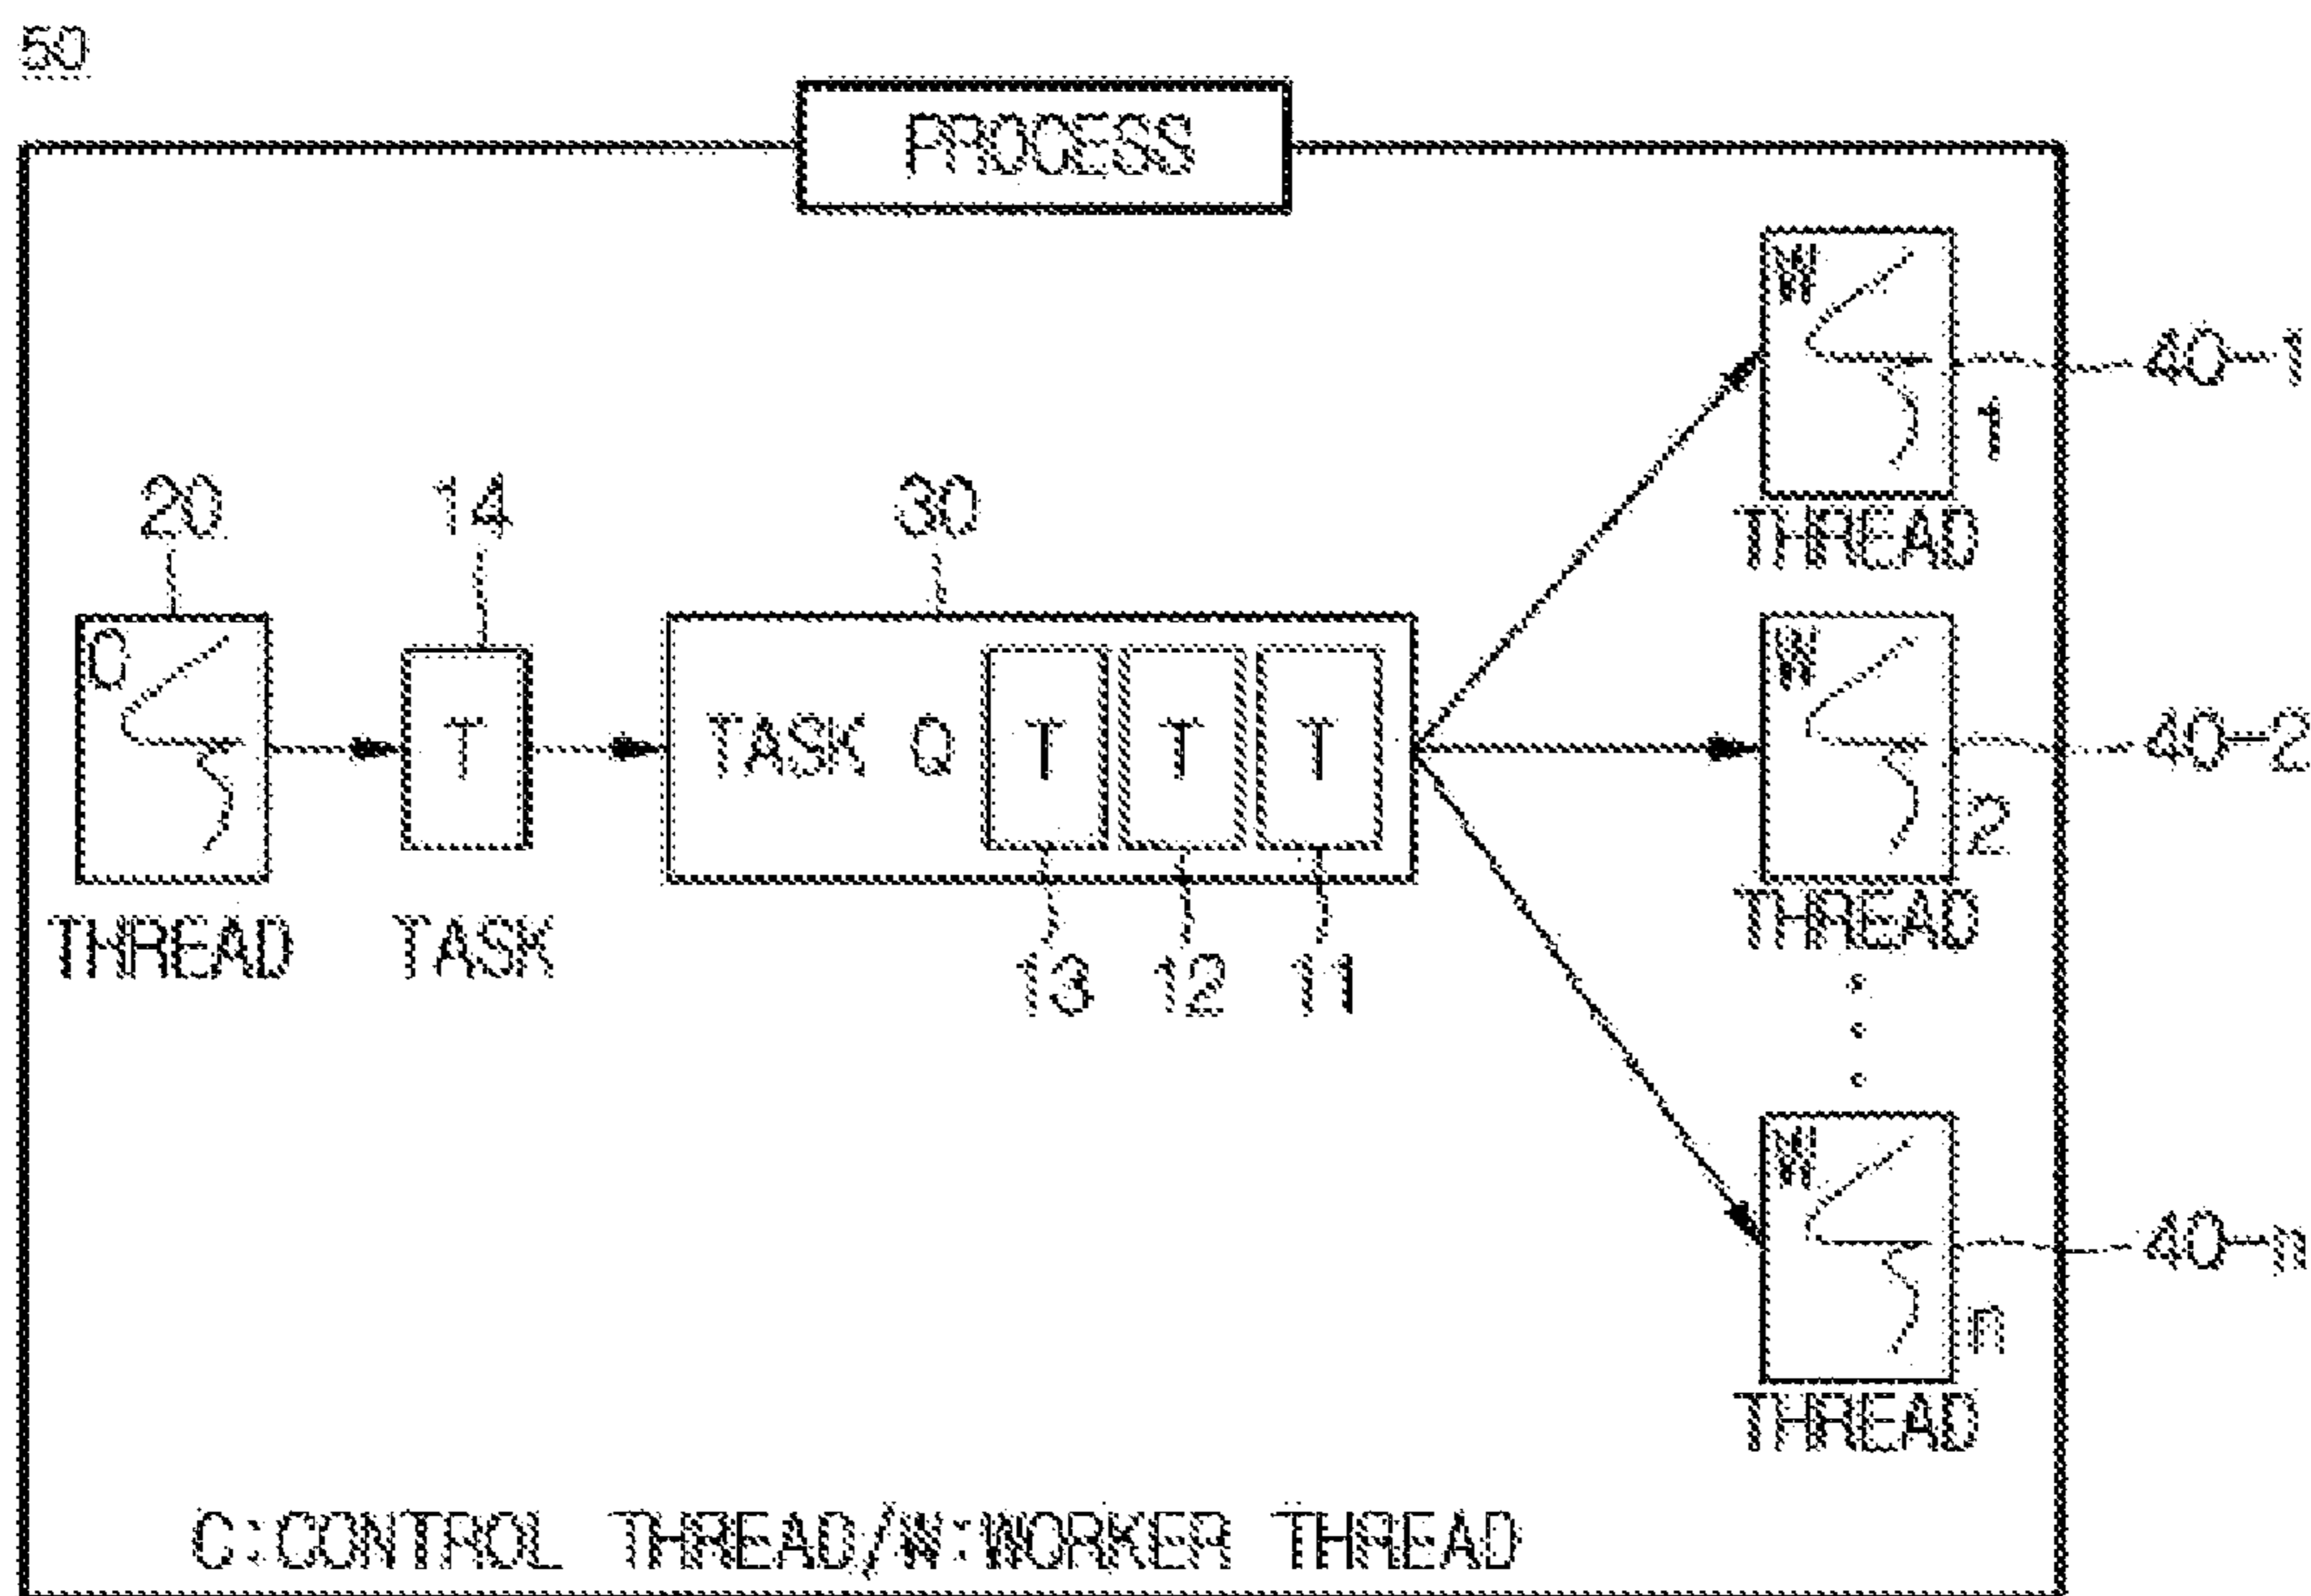 50
PROCESS
W
40-1
1
THREAD
20
14
30
C
T
TASK Q
T
T
T
W
40-2
2
THREAD
THREAD
TASK
13
12
11
W
40-n
n
THREAD
C:CONTROL THREAD/W:WORKER THREAD